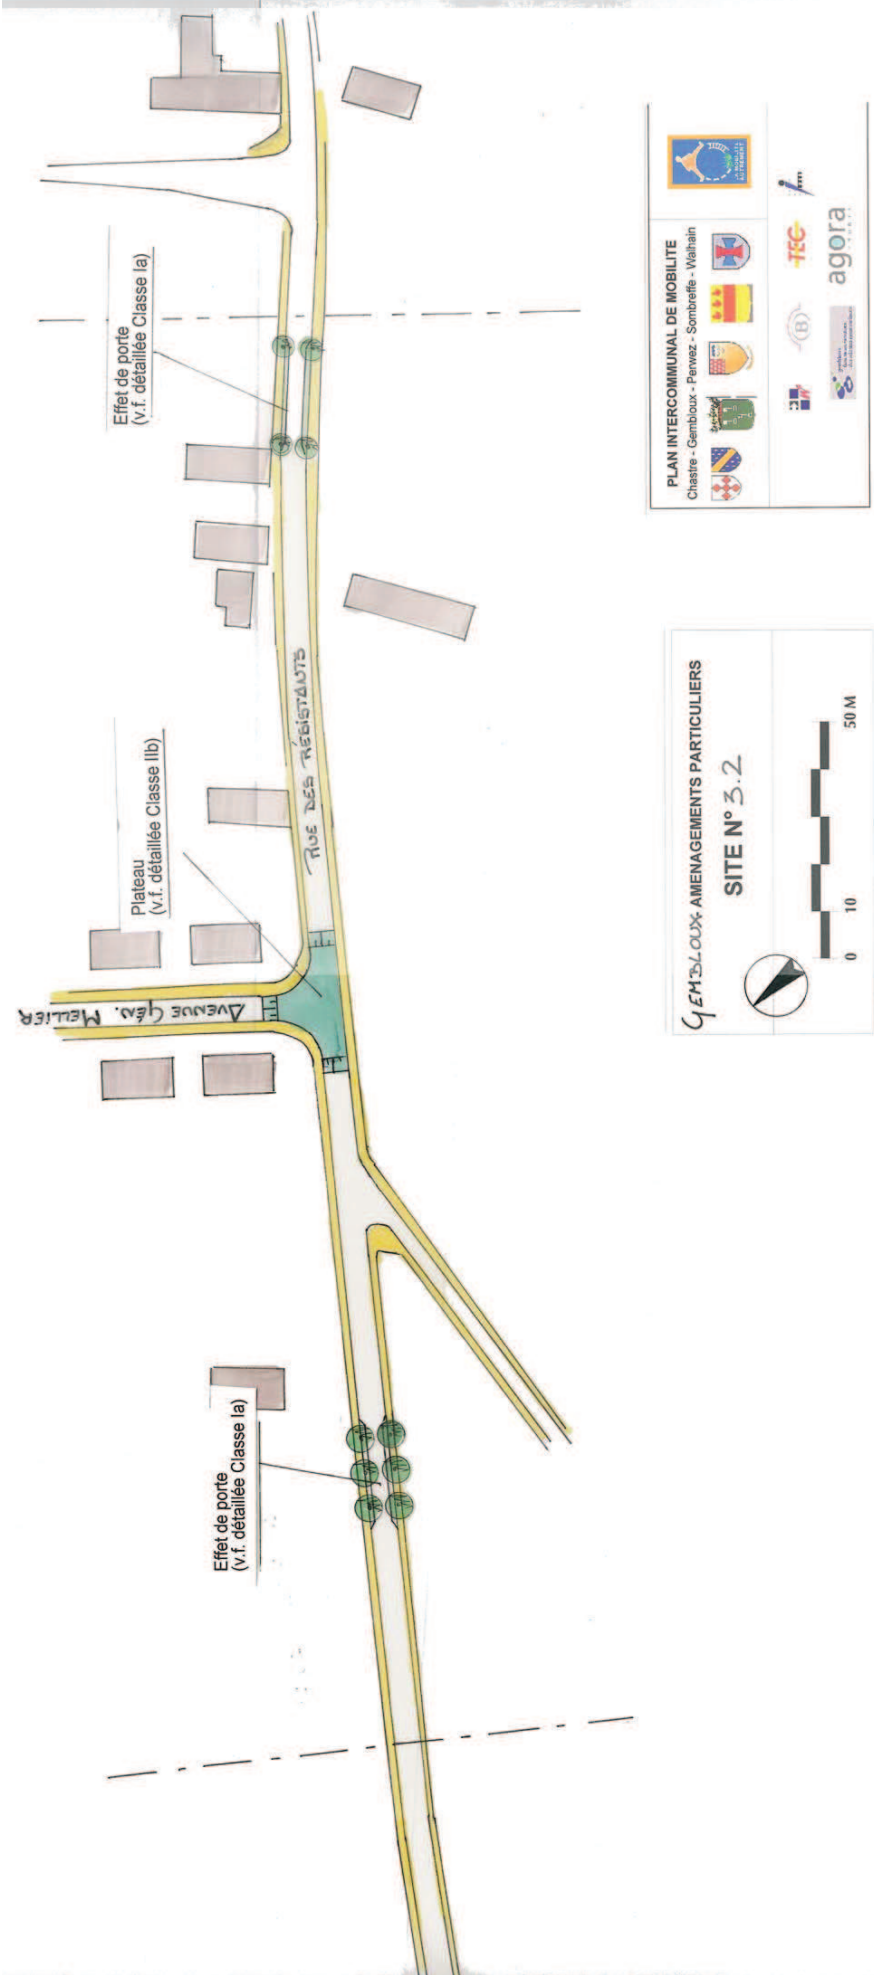 Effet de porte
(v.f. détaillée Classe Ia)
Plateau
(v.f. détaillée Classe IIb)
Effet de porte
(v.f. détaillée Classe Ia)
RUE DES RÉSISTANTS
AVENUE GÉN. MELLIER
PLAN INTERCOMMUNAL DE MOBILITE
Chastre - Gembloux - Perwez - Sombreffe - Walhain
B
TEC
agora
GEMBLOUX AMENAGEMENTS PARTICULIERS
SITE N° 3.2
0 10 50 M